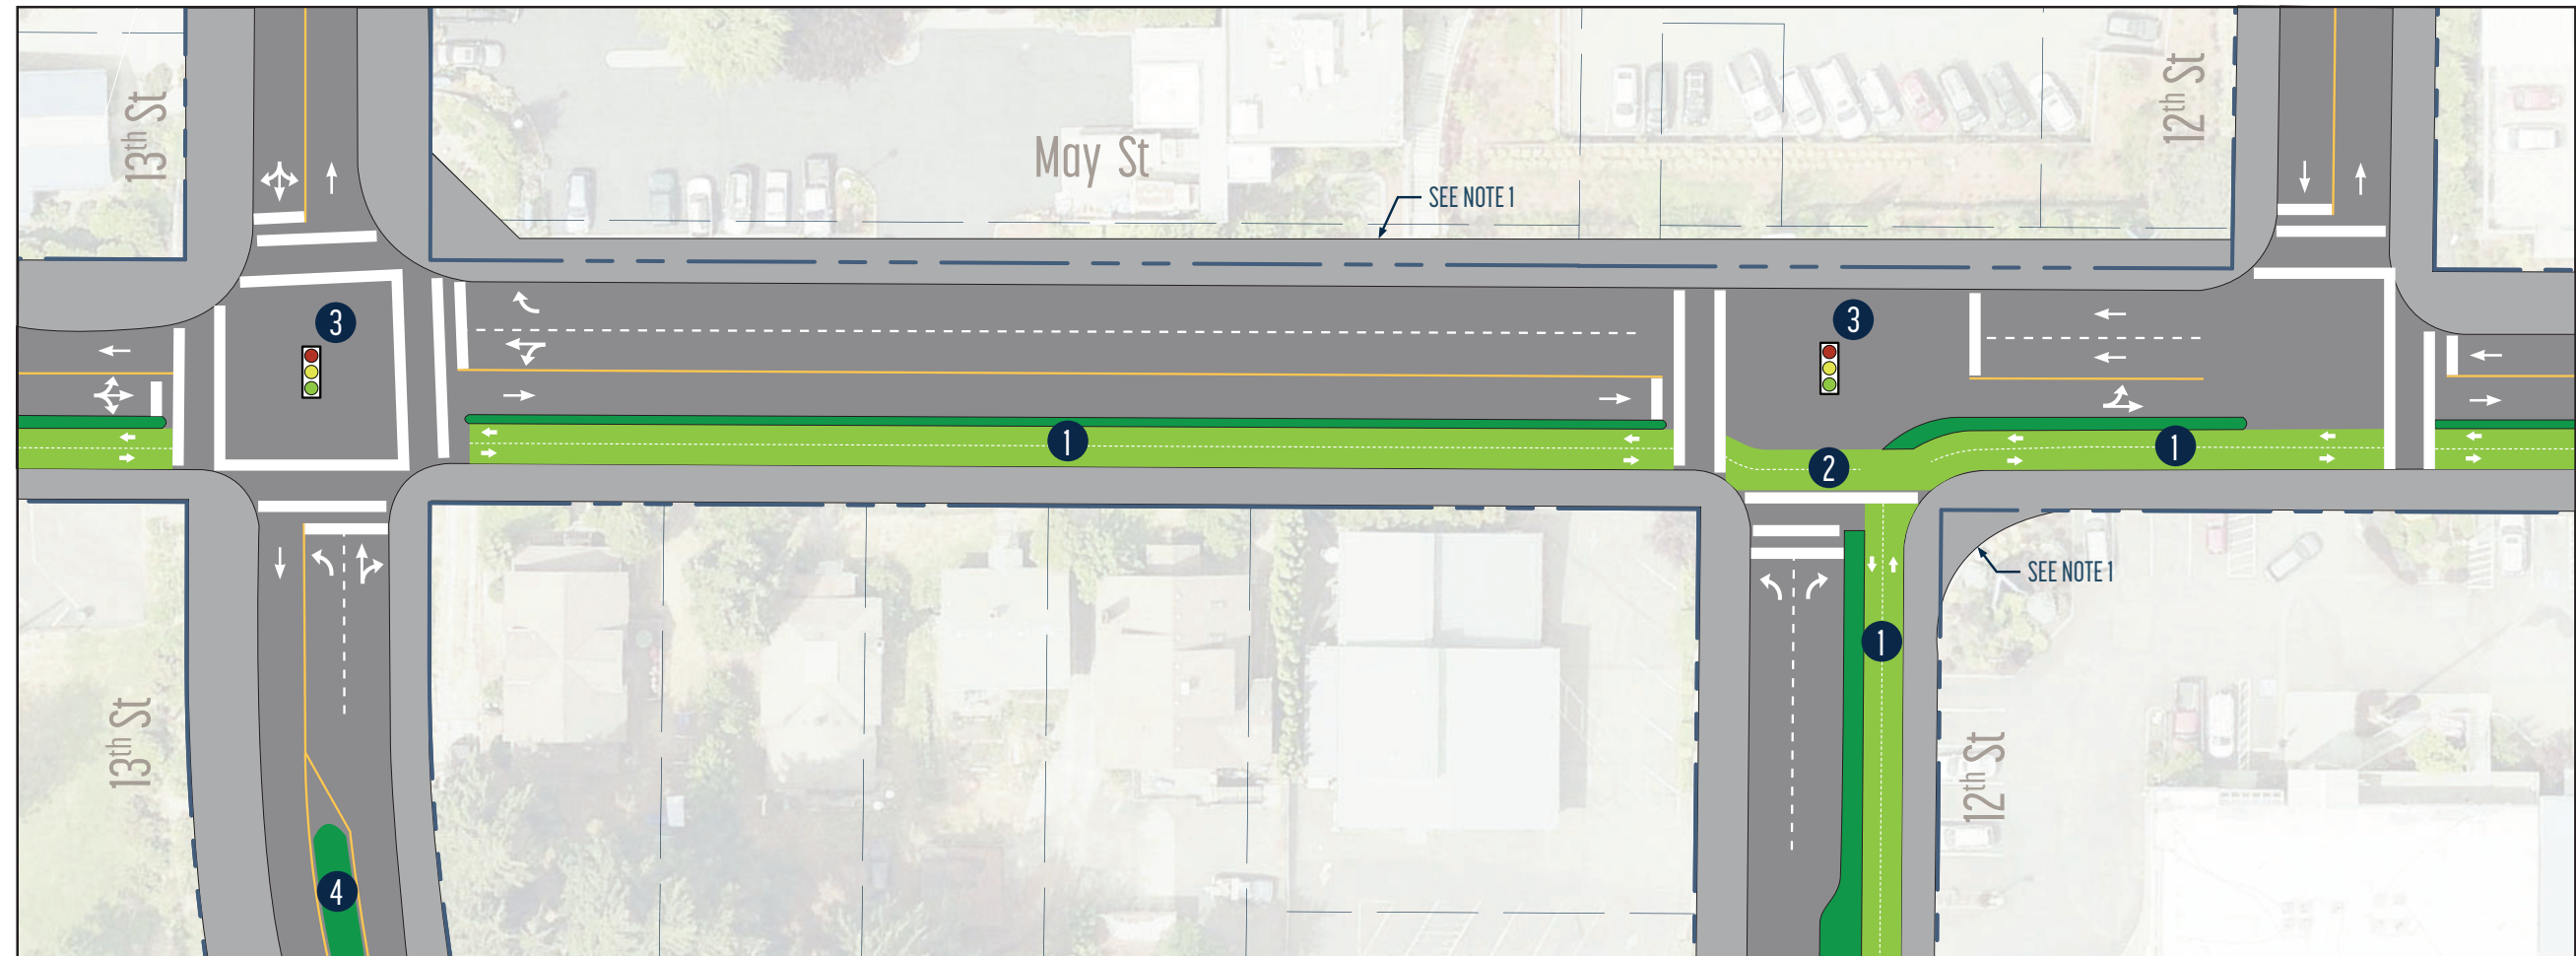 13th St
May St
12th St
SEE NOTE 1
3
3
1
1
2
SEE NOTE 1
1
13th St
12th St
4